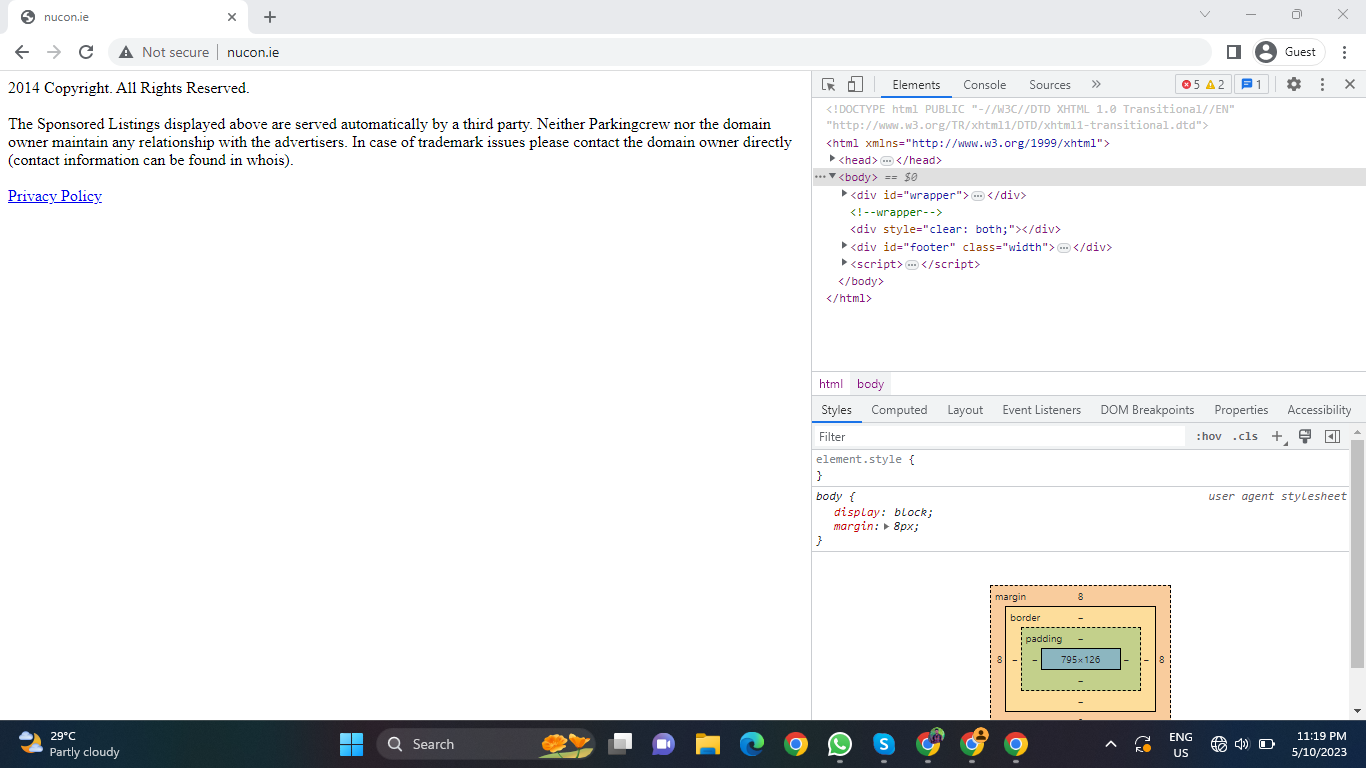 nucon.ie
Not secure nucon.ie Guest
2014 Copyright. All Rights Reserved.
The Sponsored Listings displayed above are served automatically by a third party. Neither Parkingcrew nor the domain
owner maintain any relationship with the advertisers. In case of trademark issues please contact the domain owner directly
(contact information can be found in whois).
Privacy Policy
Elements Console Sources » 5 2 1
<!DOCTYPE html PUBLIC "-//W3C//DTD XHTML 1.0 Transitional//EN"
"http://www.w3.org/TR/xhtml1/DTD/xhtml1-transitional.dtd">
<html xmlns="http://www.w3.org/1999/xhtml">
<head>…</head>
<body> == $0
<div id="wrapper">…</div>
<!--wrapper-->
<div style="clear: both;"></div>
<div id="footer" class="width">…</div>
<script>…</script>
</body>
</html>
html body
Styles Computed Layout Event Listeners DOM Breakpoints Properties Accessibility
Filter :hov .cls +
element.style {
}
body { user agent stylesheet
display: block;
margin: 8px;
}
margin 8
border –
padding –
8 – – 795×126 – – 8
–
–
29°C
Partly cloudy
Search
ENG
US
11:19 PM
5/10/2023